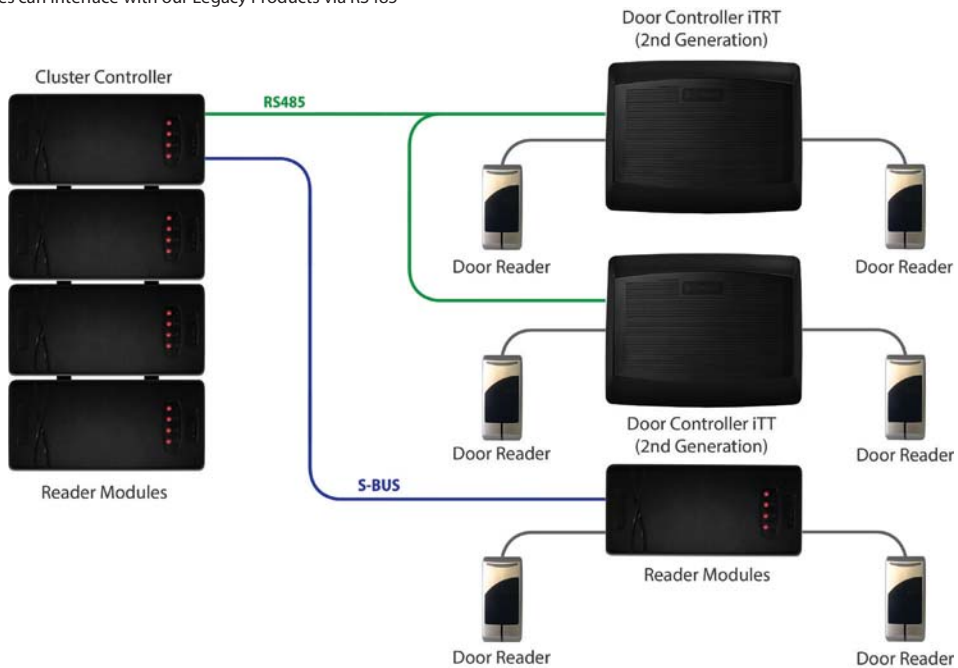 es can interface with our Legacy Products via RS485
Door Controller iTRT
(2nd Generation)
Cluster Controller
RS485
Door Reader
Door Reader
Door Reader
Door Controller iTT
(2nd Generation)
Door Reader
Reader Modules
S-BUS
Reader Modules
Door Reader
Door Reader